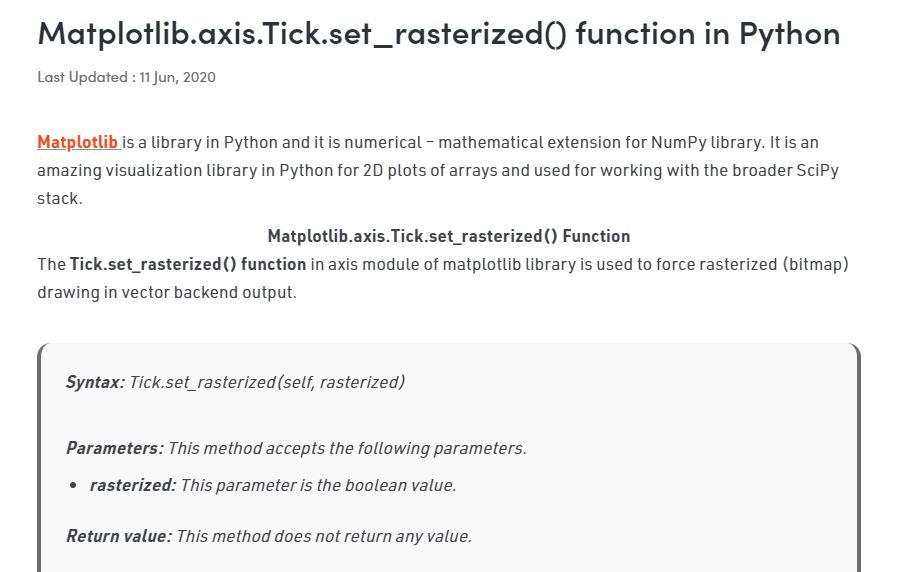 Matplotlib.axis.Tick.set_rasterized() function in Python
Last Updated : 11 Jun, 2020
Matplotlib is a library in Python and it is numerical – mathematical extension for NumPy library. It is an
amazing visualization library in Python for 2D plots of arrays and used for working with the broader SciPy
stack.
Matplotlib.axis.Tick.set_rasterized() Function
The Tick.set_rasterized() function in axis module of matplotlib library is used to force rasterized (bitmap)
drawing in vector backend output.
Syntax: Tick.set_rasterized(self, rasterized)
Parameters: This method accepts the following parameters.
• rasterized: This parameter is the boolean value.
Return value: This method does not return any value.